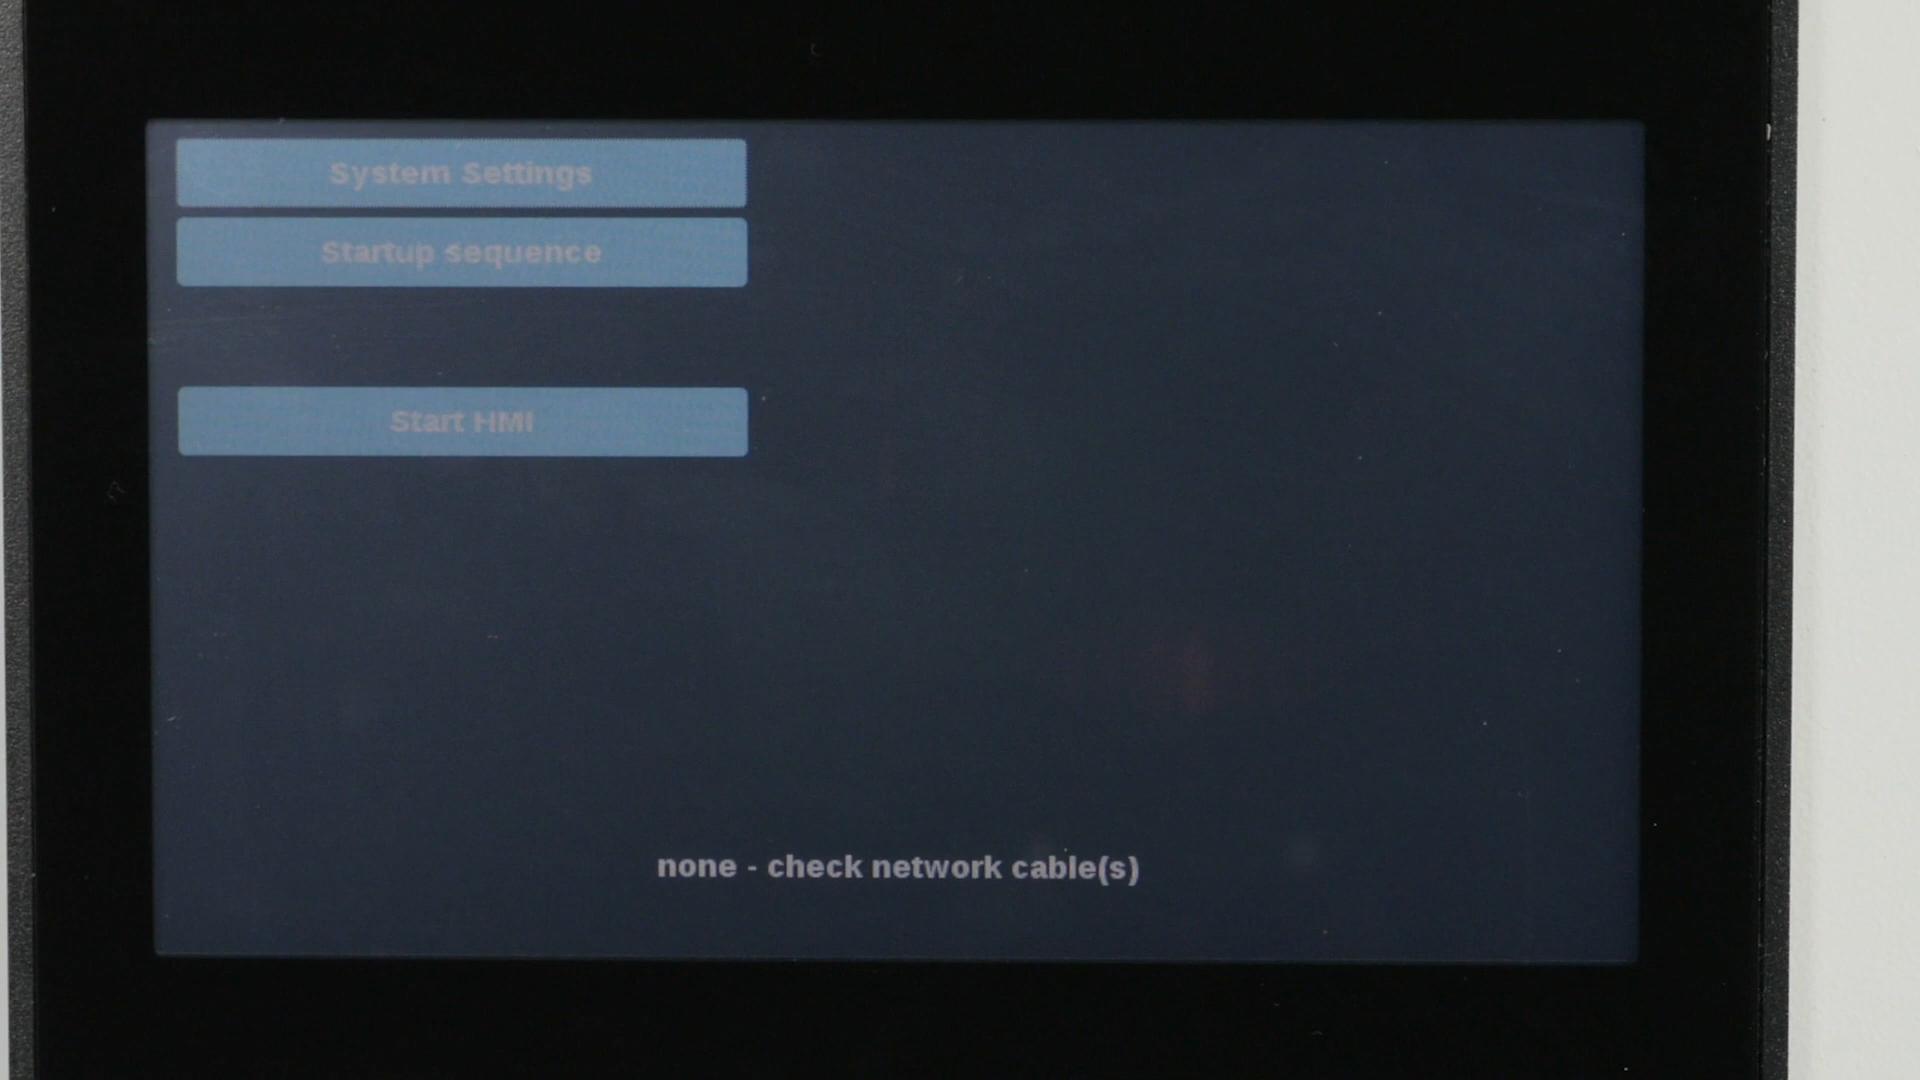 System Settings
Startup sequence
Start HMI
none - check network cable(s)